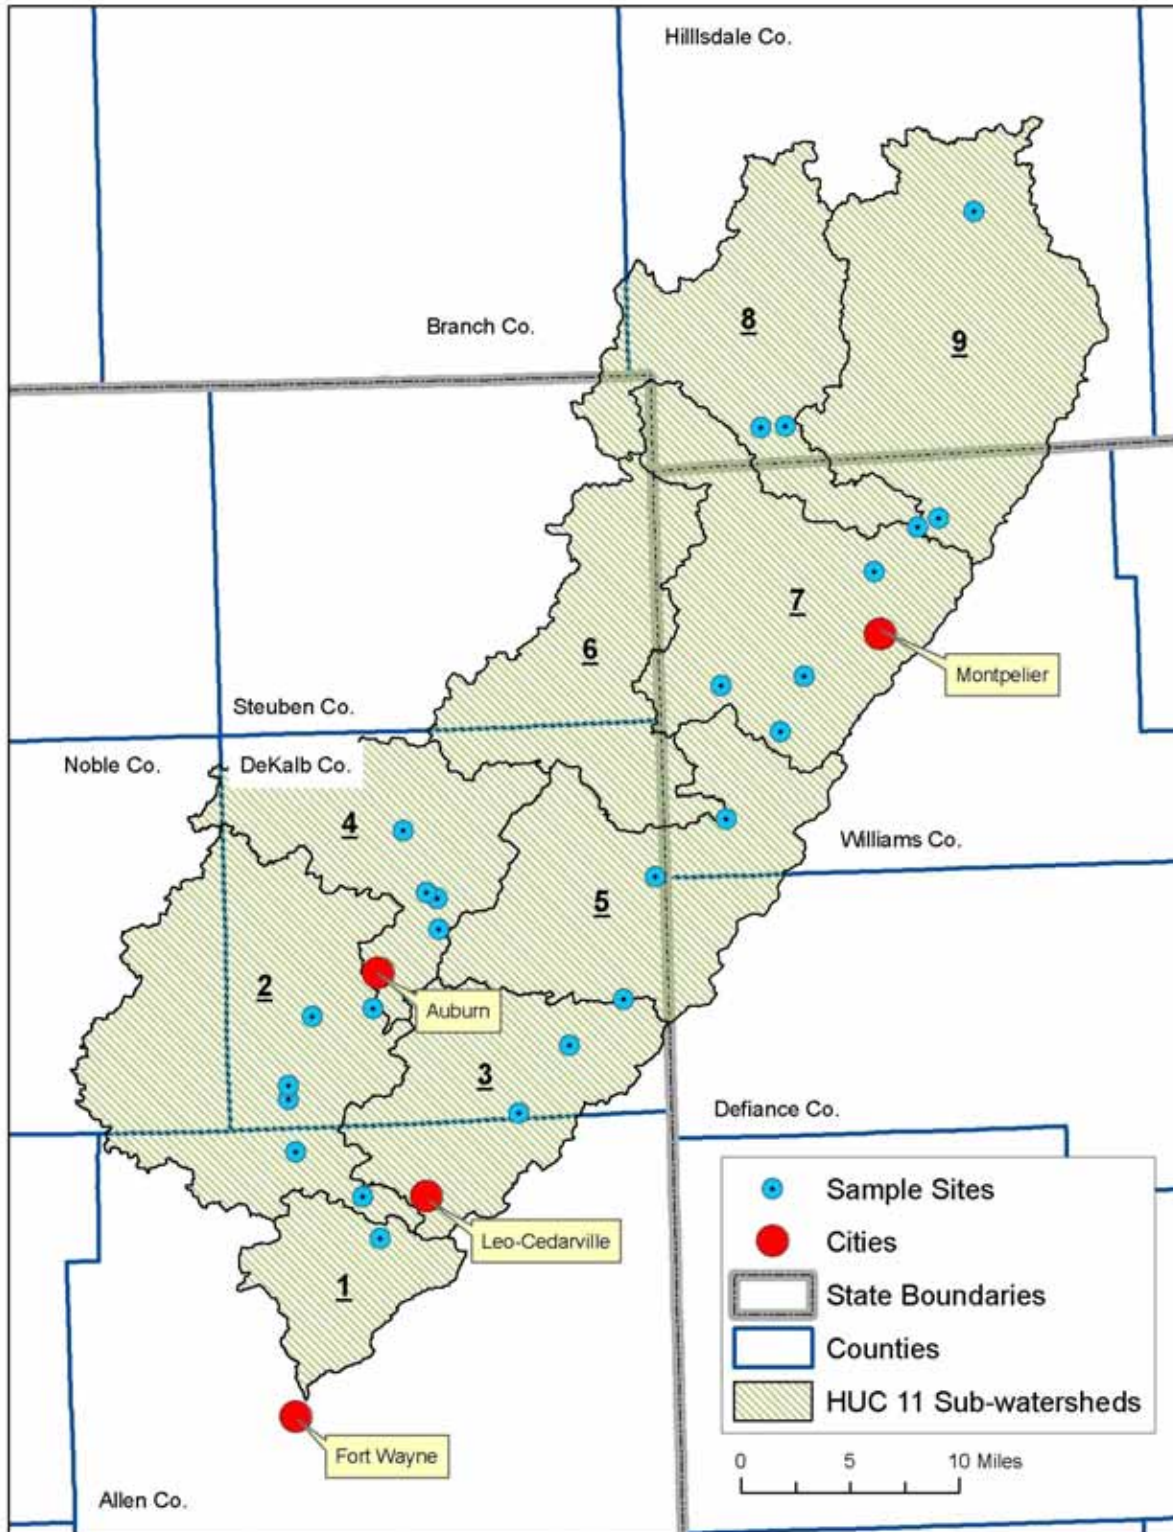 Hilllsdale Co.
Branch Co.
8
9
7
6
Montpelier
Steuben Co.
Noble Co.
DeKalb Co.
4
Williams Co.
5
2
Auburn
3
Defiance Co.
Leo-Cedarville
1
Fort Wayne
Allen Co.
Sample Sites
Cities
State Boundaries
Counties
HUC 11 Sub-watersheds
0 5 10 Miles